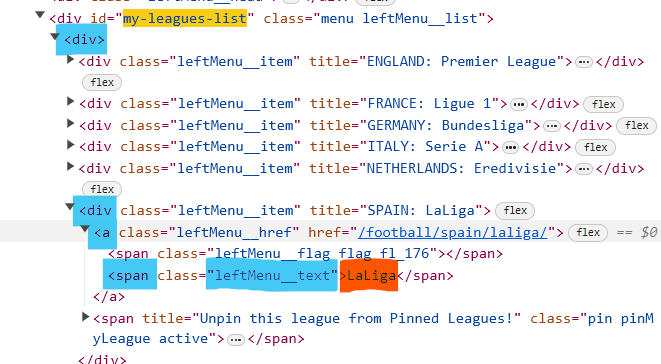 <div id="my-leagues-list" class="menu leftMenu__list">
<div>
<div class="leftMenu__item" title="ENGLAND: Premier League">…</div>
flex
<div class="leftMenu__item" title="FRANCE: Ligue 1">…</div> flex
<div class="leftMenu__item" title="GERMANY: Bundesliga">…</div> flex
<div class="leftMenu__item" title="ITALY: Serie A">…</div> flex
<div class="leftMenu__item" title="NETHERLANDS: Eredivisie">…</div>
flex
<div class="leftMenu__item" title="SPAIN: LaLiga"> flex
<a class="leftMenu__href" href="/football/spain/laliga/"> flex == $0
<span class="leftMenu__flag flag fl_176"></span>
<span class="leftMenu__text">LaLiga</span>
</a>
<span title="Unpin this league from Pinned Leagues!" class="pin pinM
yLeague active">…</span>
</div>